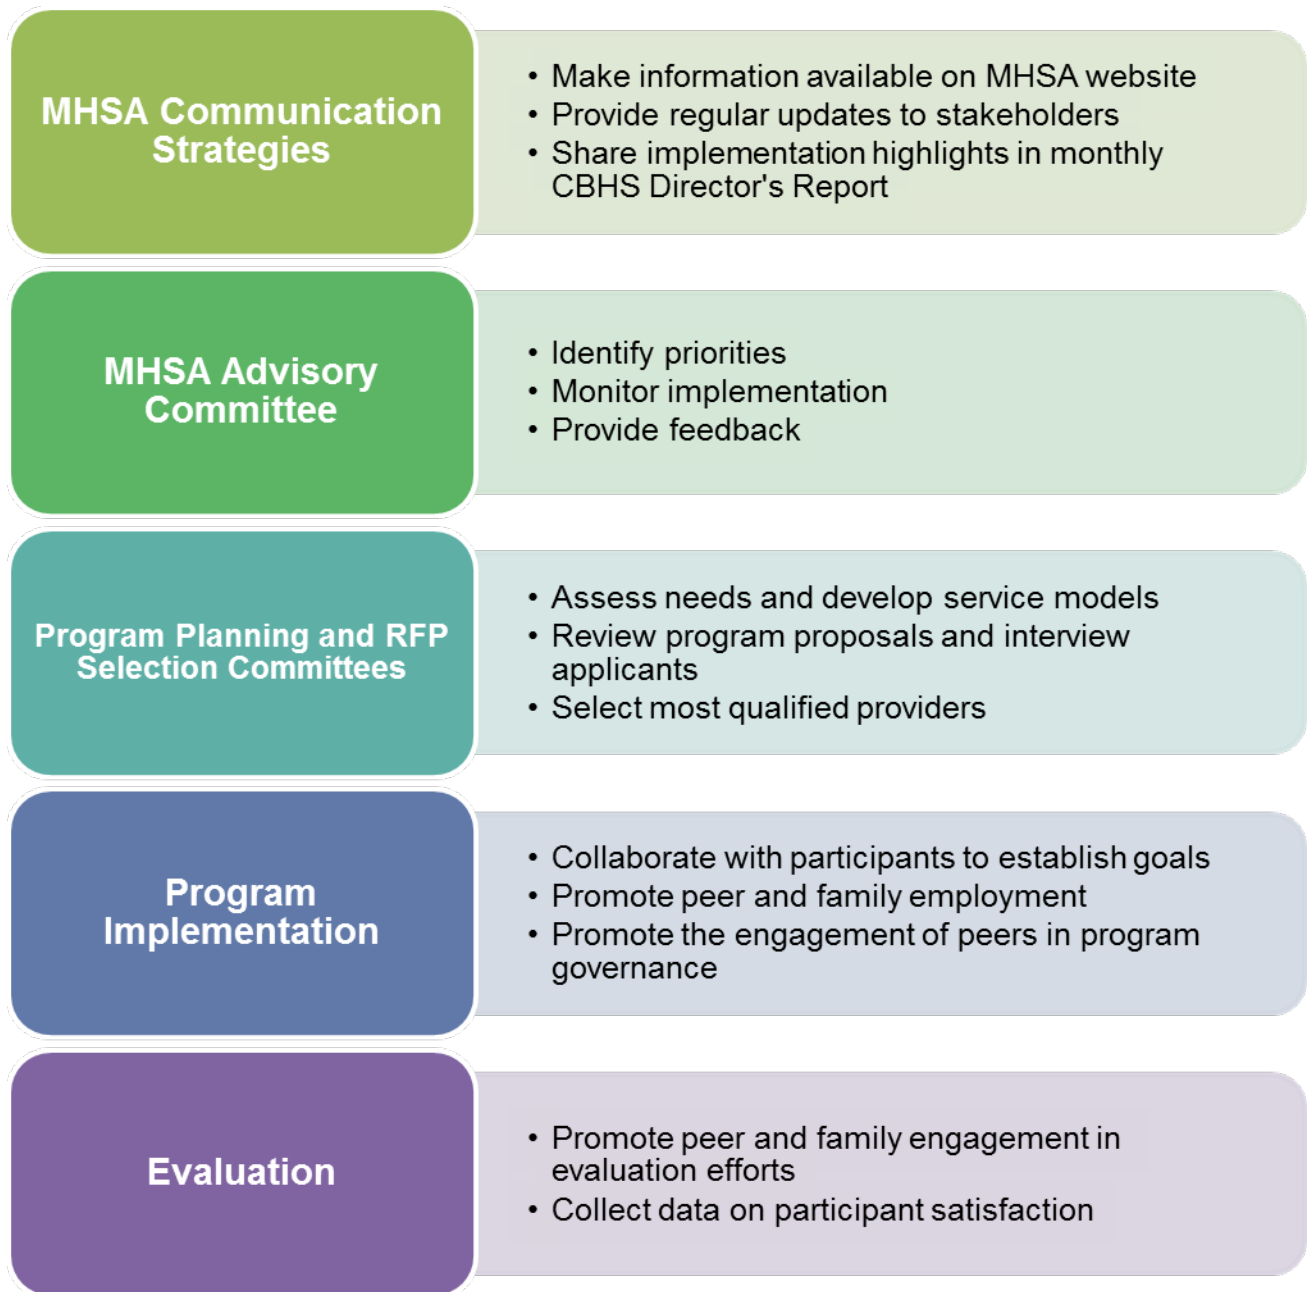 MHSA Communication
Strategies
• Make information available on MHSA website
• Provide regular updates to stakeholders
• Share implementation highlights in monthly
CBHS Director's Report
MHSA Advisory
Committee
• Identify priorities
• Monitor implementation
• Provide feedback
Program Planning and RFP
Selection Committees
• Assess needs and develop service models
• Review program proposals and interview
applicants
• Select most qualified providers
Program
Implementation
• Collaborate with participants to establish goals
• Promote peer and family employment
• Promote the engagement of peers in program
governance
Evaluation
• Promote peer and family engagement in
evaluation efforts
• Collect data on participant satisfaction